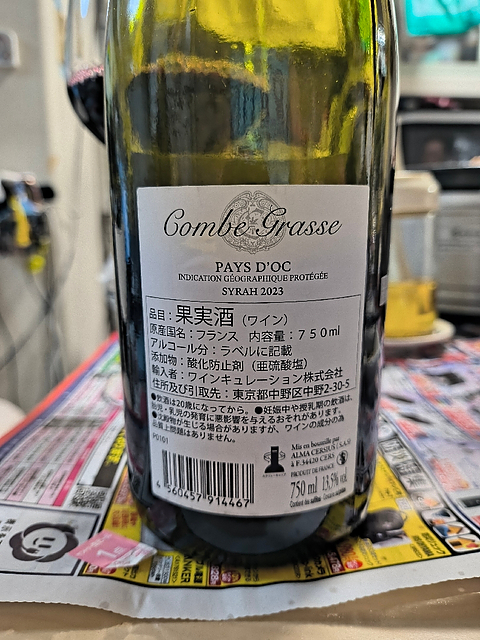 Combe Grasse
PAYS D'OC
INDICATION GÉOGRAPHIQUE PROTÉGÉE
SYRAH 2023
品目：果実酒（ワイン）
原産国名：フランス 内容量：７５０ml
アルコール分：ラベルに記載
添加物：酸化防止剤（亜硫酸塩）
輸入者：ワインキュレーション株式会社
住所及び引取先：東京都中野区中野2-30-5
●飲酒は20歳になってから。●妊娠中や授乳期の飲酒は、
胎児・乳児の発育に悪影響を与えるおそれがあります。
●沈殿物が生じる場合がありますが、ワインの成分の為
品質上問題はありません。
P0101
4 560457 914467
Mis en bouteille par
ALMA CERSIUS U.S.A.S.
à F.34420 CERS
PRODUIT DE FRANCE
750 ml 13.5% vol.